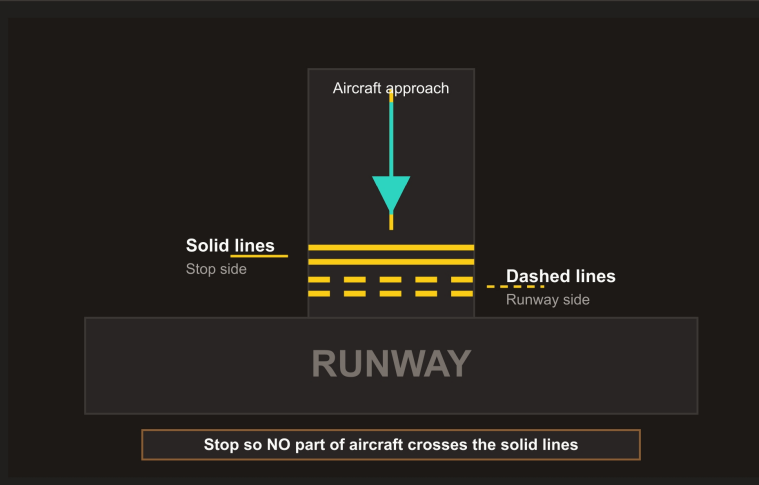 Aircraft approach
Solid lines
Stop side
Dashed lines
Runway side
RUNWAY
Stop so NO part of aircraft crosses the solid lines